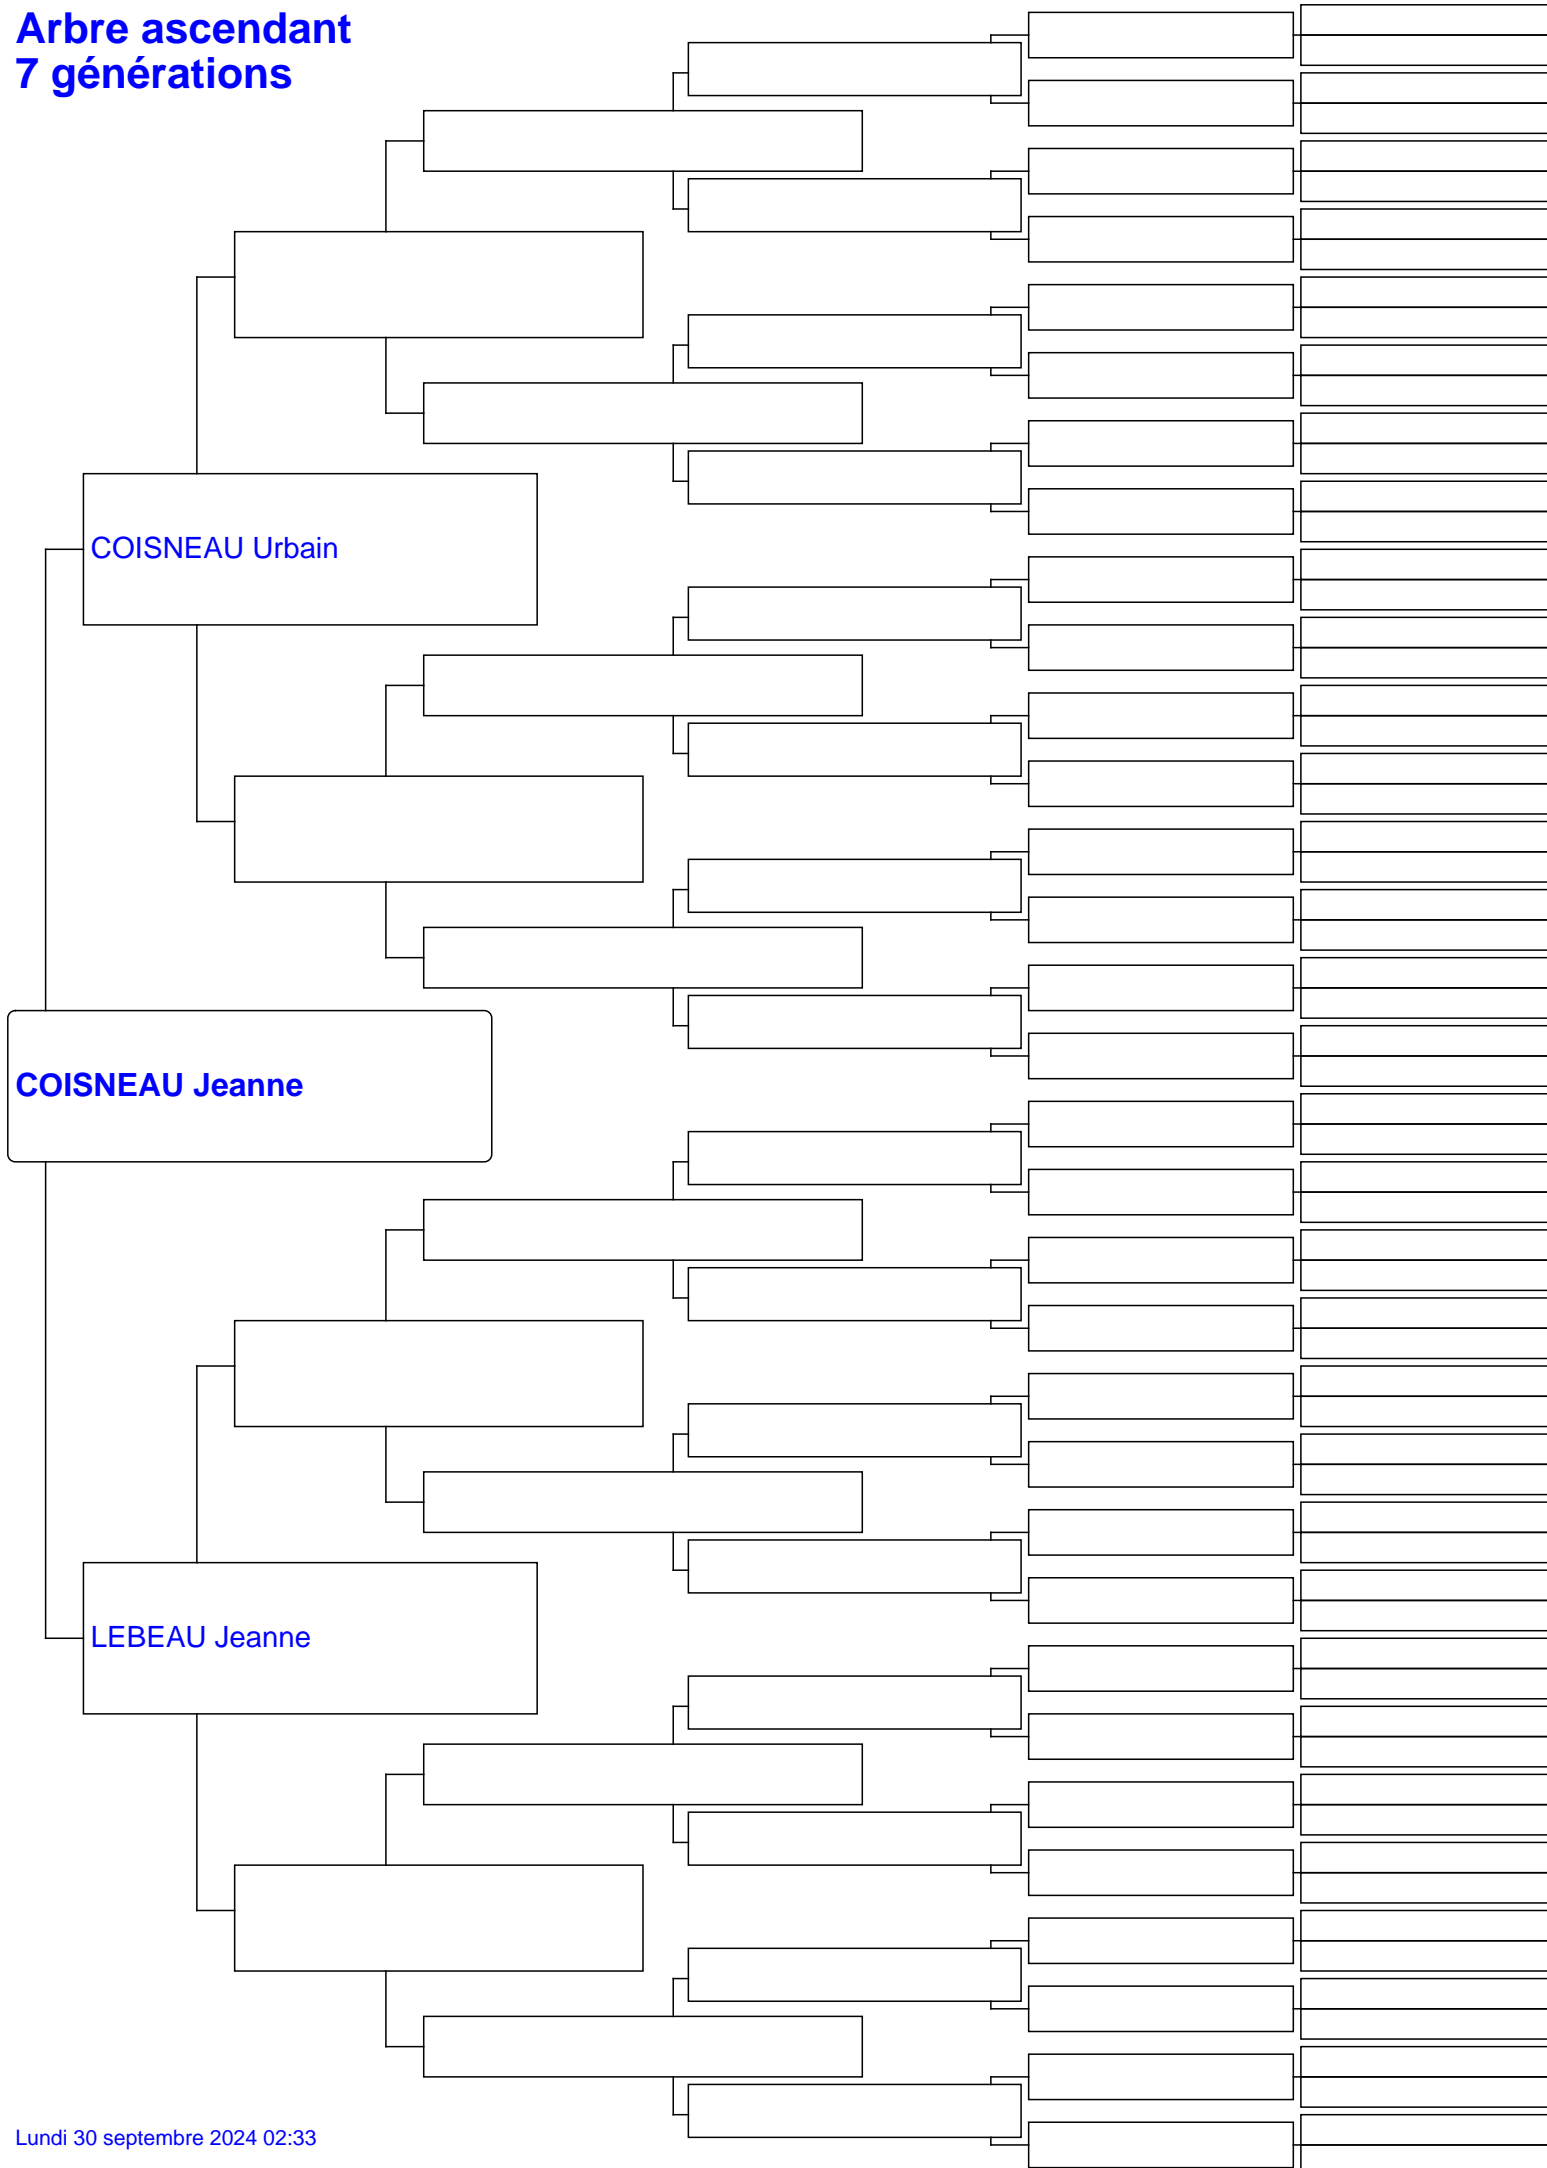 Arbre ascendant
7 générations
COISNEAU Urbain
COISNEAU Jeanne
LEBEAU Jeanne
Lundi 30 septembre 2024 02:33